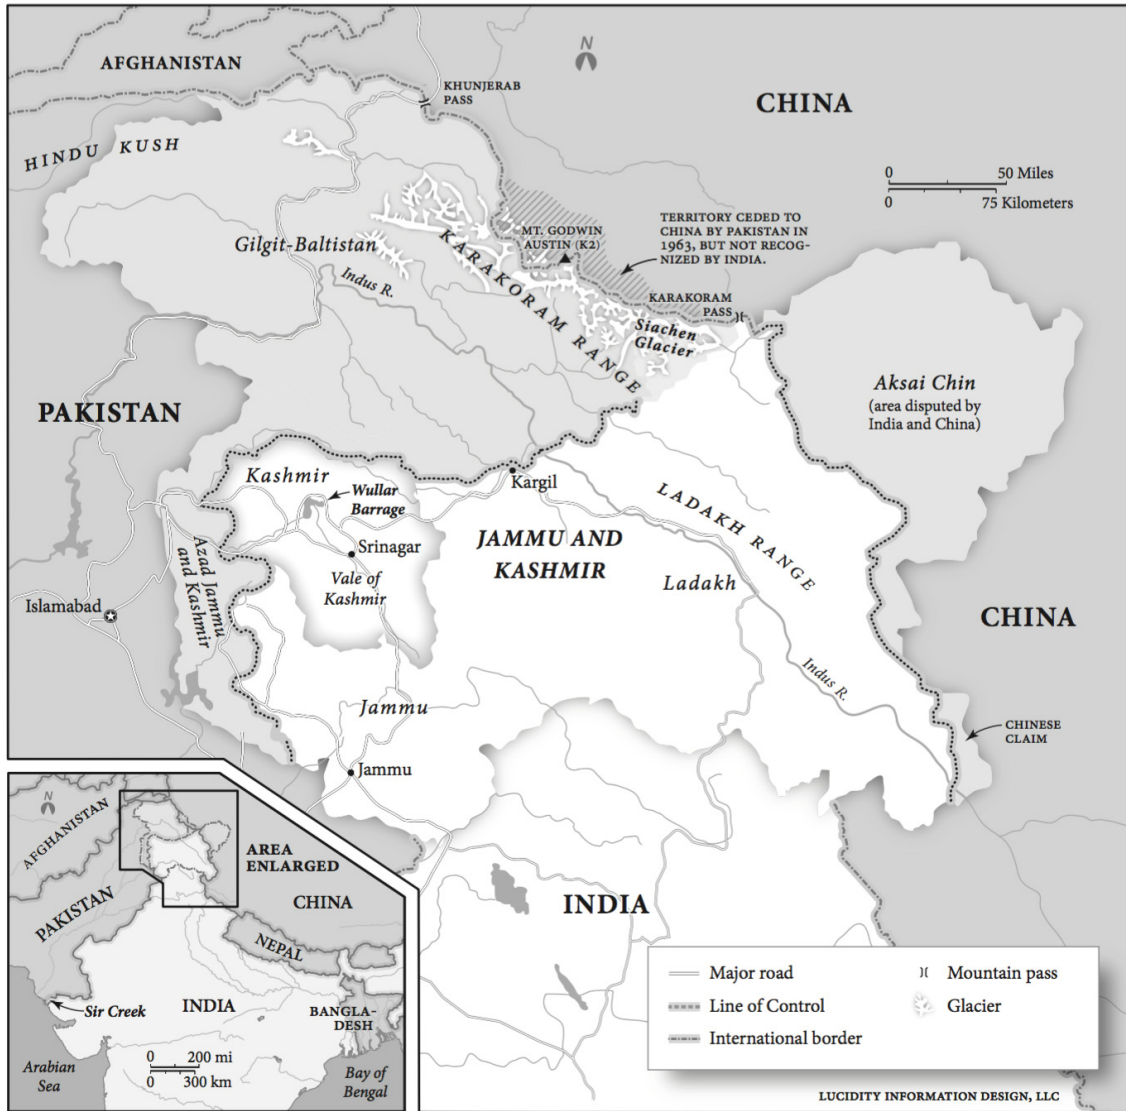 N
AFGHANISTAN
KHUNJERAB
PASS
CHINA
HINDU KUSH
0 50 Miles
0 75 Kilometers
TERRITORY CEDED TO
CHINA BY PAKISTAN IN
1963, BUT NOT RECOG-
NIZED BY INDIA.
MT. GODWIN
AUSTIN (K2)
Gilgit-Baltistan
KARAKORAM RANGE
Indus R.
KARAKORAM
PASS
Siachen
Glacier
Aksai Chin
(area disputed by
India and China)
PAKISTAN
Kashmir
Wullar
Barrage
Kargil
LADAKH RANGE
JAMMU AND
KASHMIR
Srinagar
Vale of
Kashmir
Azad Jammu
and Kashmir
Ladakh
Islamabad
CHINA
Indus R.
Jammu
CHINESE
CLAIM
Jammu
INDIA
N
AFGHANISTAN
AREA
ENLARGED
PAKISTAN
CHINA
NEPAL
INDIA
Sir Creek
BANGLA-
DESH
0 200 mi
0 300 km
Arabian
Sea
Bay of
Bengal
Major road
Mountain pass
Line of Control
Glacier
International border
LUCIDITY INFORMATION DESIGN, LLC